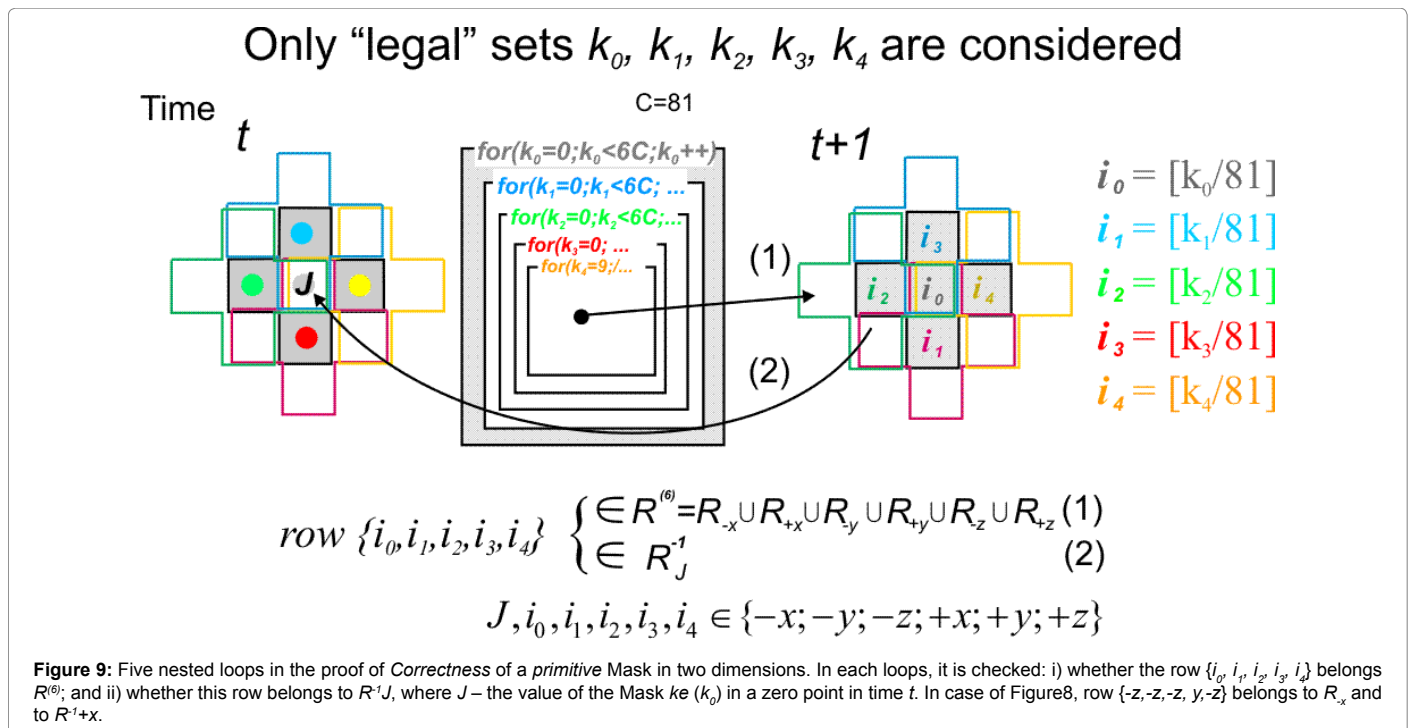 Only “legal” sets k₀, k₁, k₂, k₃, k₄ are considered
Time
t
C=81
t+1
for(k₀=0;k₀<6C;k₀++)
for(k₁=0;k₁<6C; ...
for(k₂=0;k₂<6C;...
for(k₃=0; ...
for(k₄=9;/...
J
(1)
(2)
i₃
i₂ i₀ i₄
i₁
i₀ = [k₀/81]
i₁ = [k₁/81]
i₂ = [k₂/81]
i₃ = [k₃/81]
i₄ = [k₄/81]
row {i₀,i₁,i₂,i₃,i₄} { ∈ R⁽⁶⁾=R₋ₓ∪R₊ₓ∪R_-y∪R_+y∪R_-z∪R_+z (1)
∈ R_J⁻¹ (2)
J,i₀,i₁,i₂,i₃,i₄ ∈{−x;−y;−z;+x;+y;+z}
Figure 9: Five nested loops in the proof of Correctness of a primitive Mask in two dimensions. In each loops, it is checked: i) whether the row {i₀, i₁, i₂, i₃, i₄} belongs
R⁽⁶⁾; and ii) whether this row belongs to R⁻¹J, where J – the value of the Mask ke (k₀) in a zero point in time t. In case of Figure8, row {-z,-z,-z, y,-z} belongs to R₋ₓ and
to R⁻¹+x.